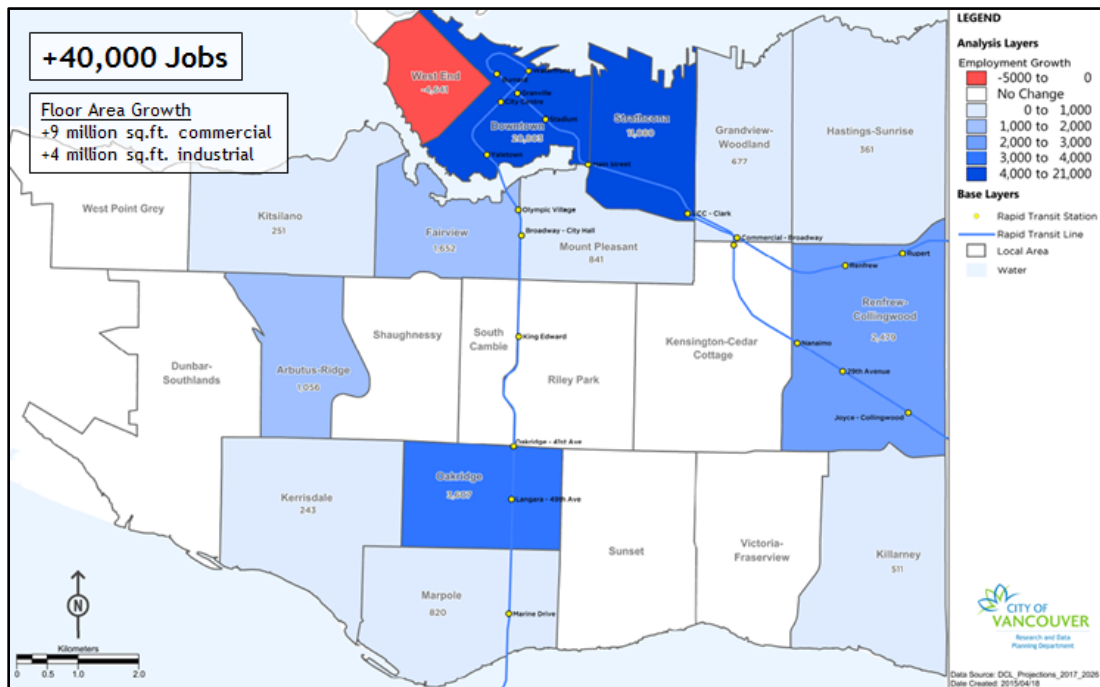 +40,000 Jobs
Floor Area Growth
+9 million sq.ft. commercial
+4 million sq.ft. industrial
West End
-4,641
Burrard
Waterfront
Granville
City Centre
Stadium
Downtown
Yaletown
Strathcona
Main Street
Grandview-
Woodland
677
Hastings-Sunrise
361
West Point Grey
Kitsilano
251
Fairview
1,652
Olympic Village
Broadway - City Hall
Mount Pleasant
841
VCC - Clark
Commercial - Broadway
Renfrew
Rupert
Renfrew-
Collingwood
2,470
Nanaimo
29th Avenue
Joyce - Collingwood
Dunbar-
Southlands
Arbutus-Ridge
1,056
Shaughnessy
South
Cambie
King Edward
Riley Park
Kensington-Cedar
Cottage
Oakridge - 41st Ave
Kerrisdale
243
Oakridge
3,607
Langara - 49th Ave
Sunset
Victoria-
Fraserview
Killarney
511
Marpole
820
Marine Drive
N
Kilometers
0 0.5 1.0 2.0
LEGEND
Analysis Layers
Employment Growth
-5000 to 0
No Change
0 to 1,000
1,000 to 2,000
2,000 to 3,000
3,000 to 4,000
4,000 to 21,000
Base Layers
Rapid Transit Station
Rapid Transit Line
Local Area
Water
CITY OF
VANCOUVER
Research and Data
Planning Department
Data Source: DCL_Projections_2017_2026
Date Created: 2015/04/18